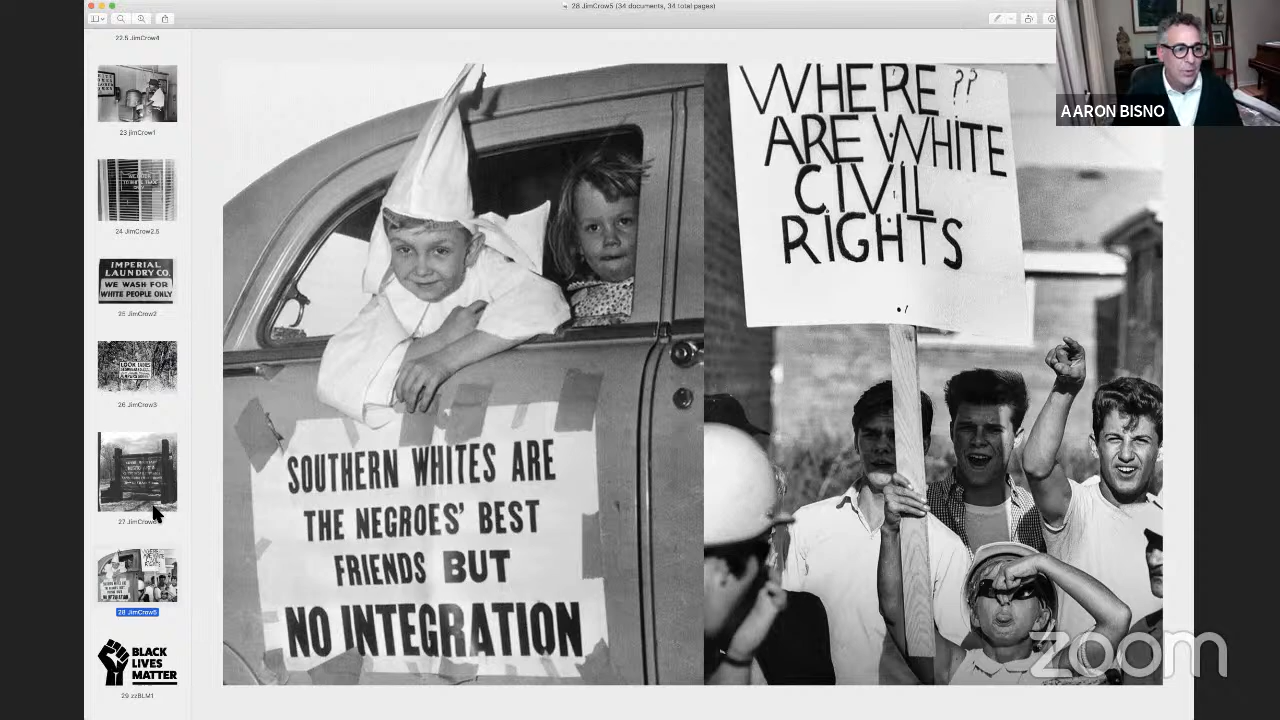 28 JimCrow5 (34 documents, 34 total pages)
22.5 JimCrow4
23 jimCrow1
24 JimCrow2.5
IMPERIAL
LAUNDRY CO.
WE WASH FOR
WHITE PEOPLE ONLY
25 JimCrow2
26 JimCrow3
28 JimCrow5
BLACK
LIVES
MATTER
29 zzBLM1
SOUTHERN WHITES ARE
THE NEGROES' BEST
FRIENDS BUT
NO INTEGRATION
WHERE ??
ARE WHITE
CIVIL
RIGHTS
AARON BISNO
zoom